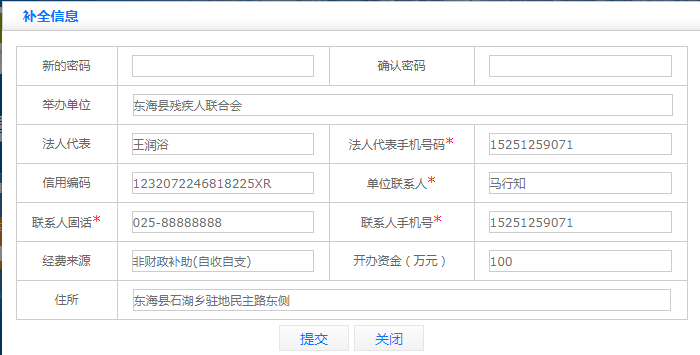 补全信息
新的密码 确认密码
举办单位 东海县残疾人联合会
法人代表 王润浴 法人代表手机号码* 15251259071
信用编码 1232072246818225XR 单位联系人* 马行知
联系人固话* 025-88888888 联系人手机号* 15251259071
经费来源 非财政补助(自收自支) 开办资金（万元） 100
住所 东海县石湖乡驻地民主路东侧
提交 关闭